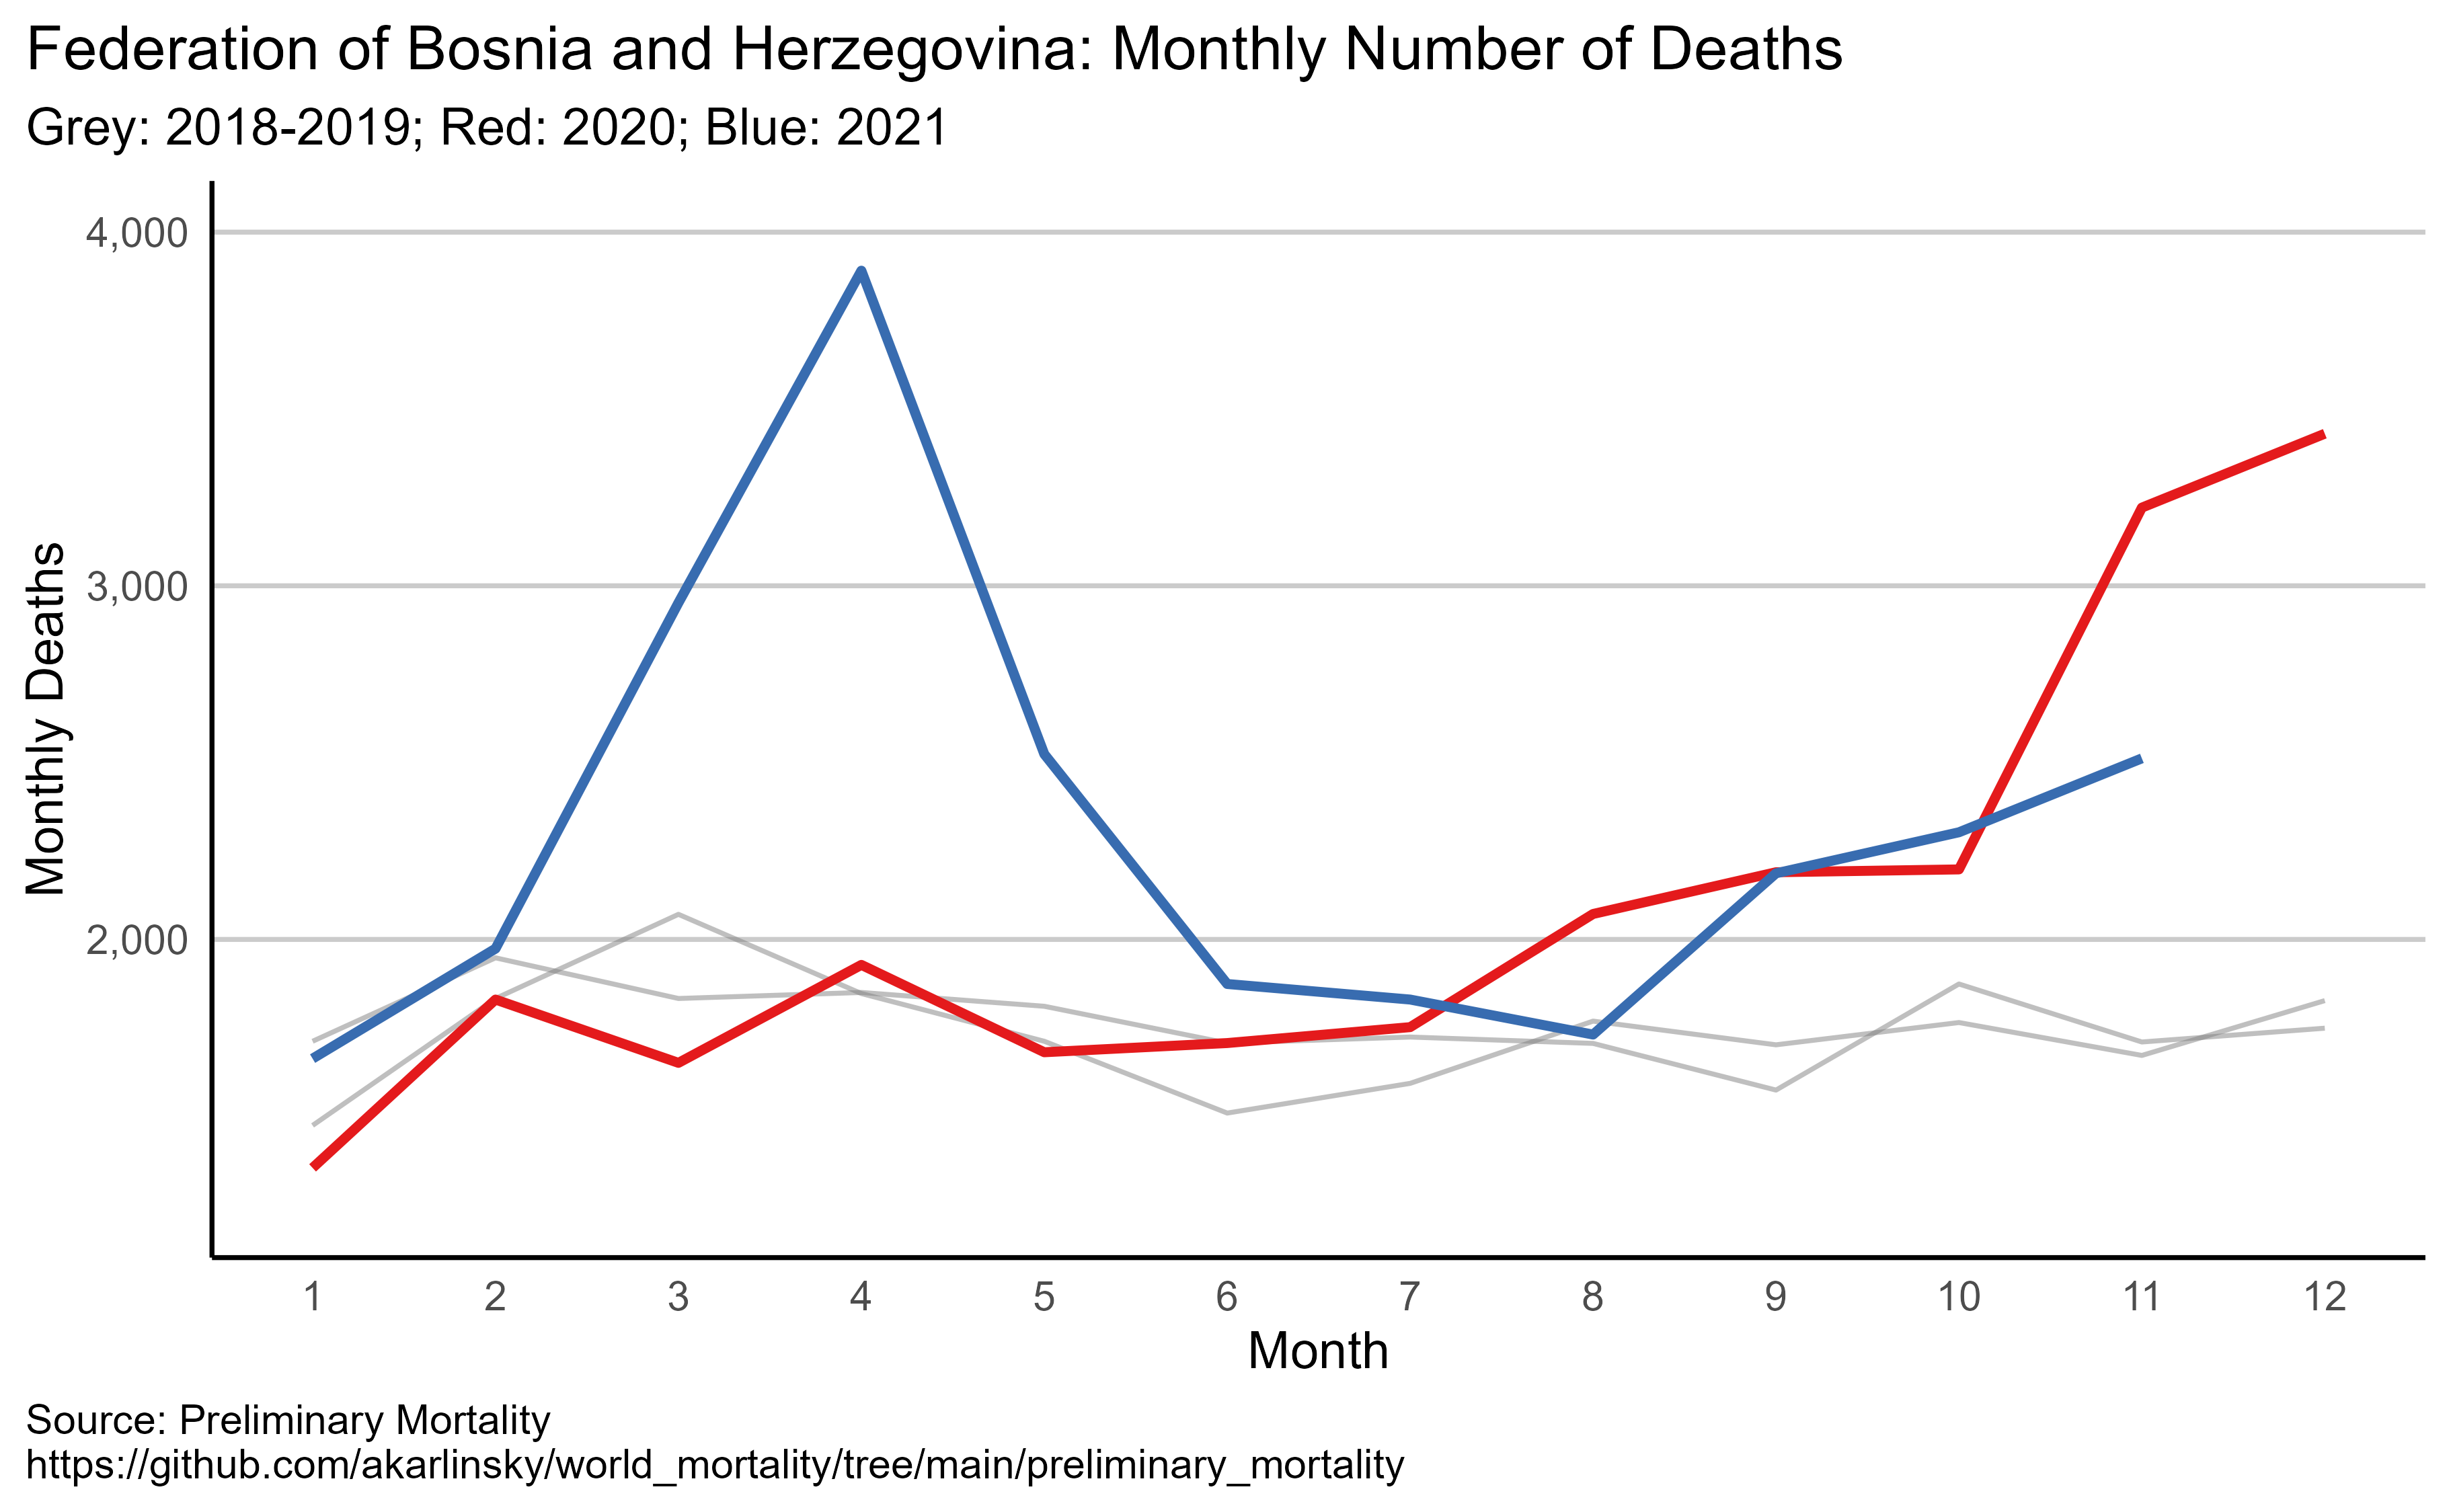 Federation of Bosnia and Herzegovina: Monthly Number of Deaths
Grey: 2018-2019; Red: 2020; Blue: 2021
4,000
3,000
2,000
Monthly Deaths
1 2 3 4 5 6 7 8 9 10 11 12
Month
Source: Preliminary Mortality
https://github.com/akarlinsky/world_mortality/tree/main/preliminary_mortality